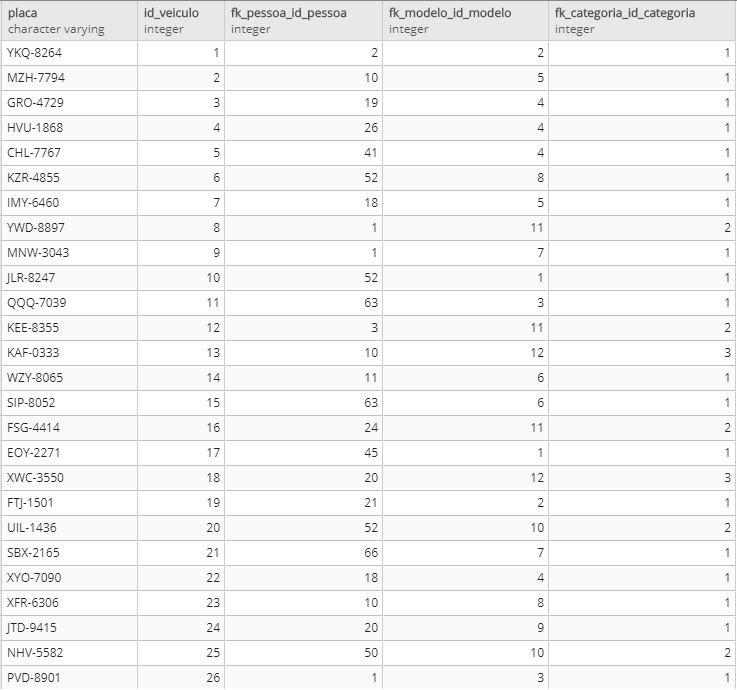 placa id_veiculo fk_pessoa_id_pessoa fk_modelo_id_modelo fk_categoria_id_categoria
character varying integer integer integer integer
YKQ-8264 1 2 2 1
MZH-7794 2 10 5 1
GRO-4729 3 19 4 1
HVU-1868 4 26 4 1
CHL-7767 5 41 4 1
KZR-4855 6 52 8 1
IMY-6460 7 18 5 1
YWD-8897 8 1 11 2
MNW-3043 9 1 7 1
JLR-8247 10 52 1 1
QQQ-7039 11 63 3 1
KEE-8355 12 3 11 2
KAF-0333 13 10 12 3
WZY-8065 14 11 6 1
SIP-8052 15 63 6 1
FSG-4414 16 24 11 2
EOY-2271 17 45 1 1
XWC-3550 18 20 12 3
FTJ-1501 19 21 2 1
UIL-1436 20 52 10 2
SBX-2165 21 66 7 1
XYO-7090 22 18 4 1
XFR-6306 23 10 8 1
JTD-9415 24 20 9 1
NHV-5582 25 50 10 2
PVD-8901 26 1 3 1